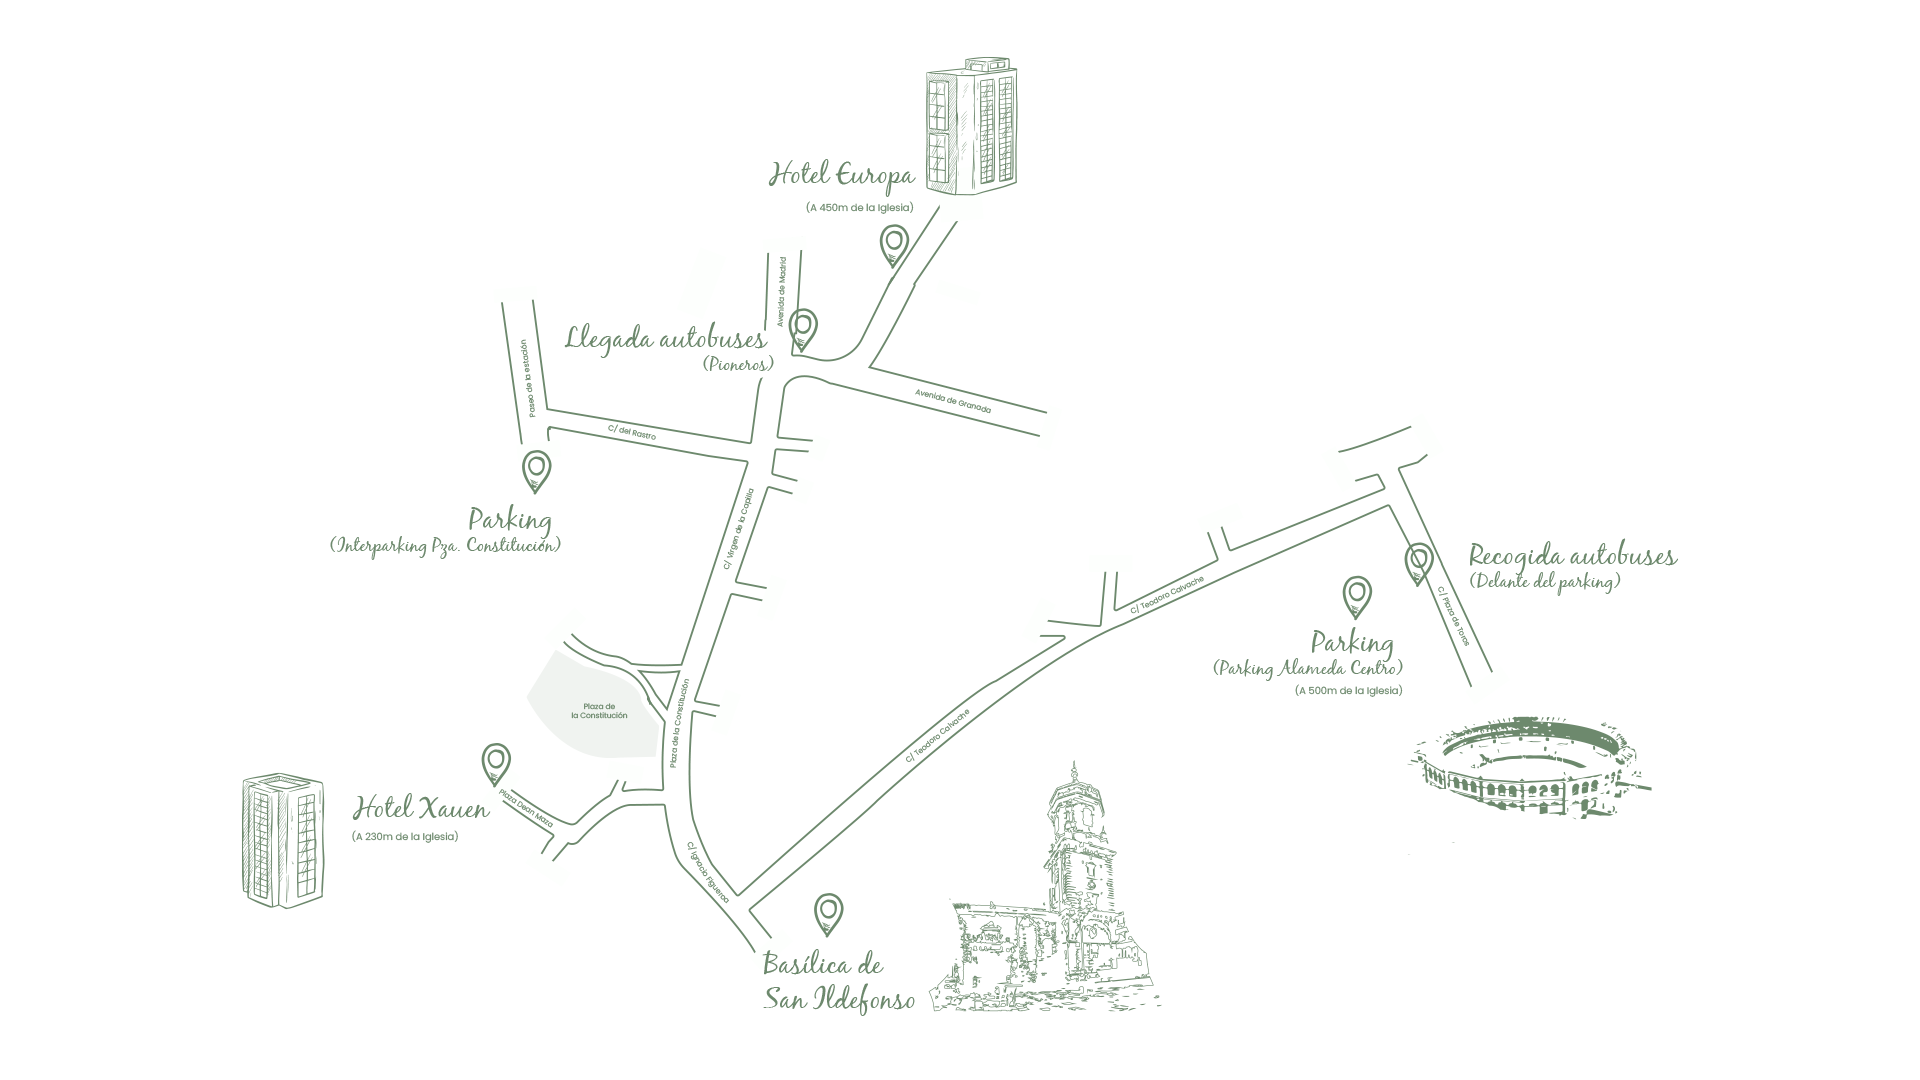 Hotel Europa
(A 450m de la Iglesia)
Avenida de Madrid
Llegada autobuses
(Pioneros)
Paseo de la estación
Avenida de Granada
C/ del Rastro
Parking
(Interparking Pza. Constitución)
C/ Virgen de la Capilla
Recogida autobuses
(Delante del parking)
C/ Teodoro Calvache
C/ Plaza de Toros
Parking
(Parking Alameda Centro)
(A 500m de la Iglesia)
Plaza de
la Constitución
Plaza de la Constitución
C/ Teodoro Calvache
Hotel Xauen
(A 230m de la Iglesia)
Plaza Dean Maza
C/ Ignacio Figueroa
Basílica de
San Ildefonso